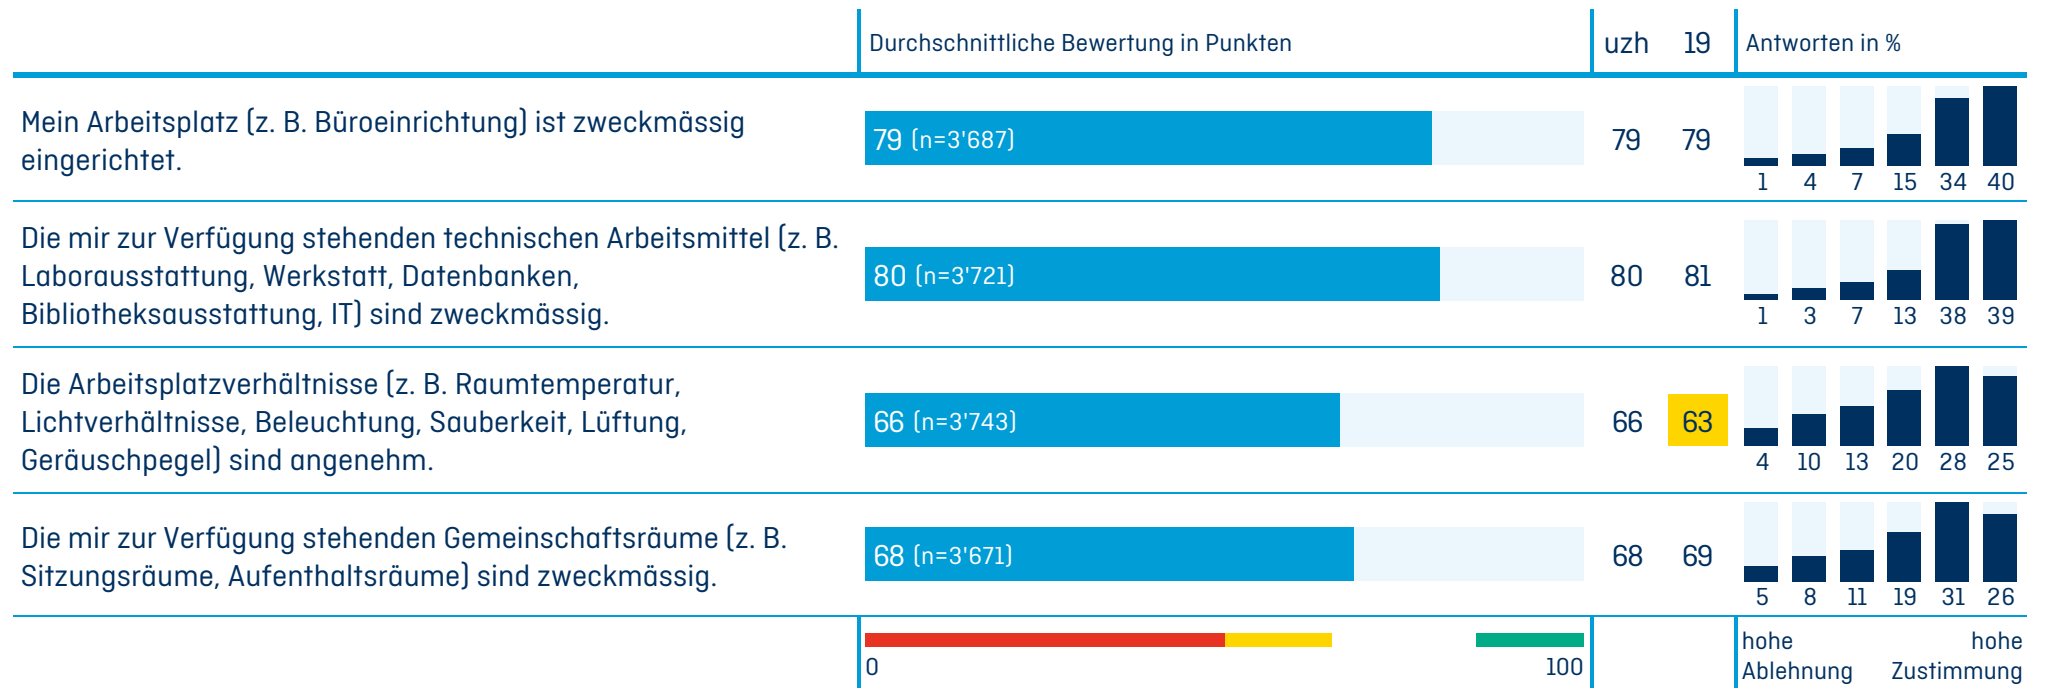 Durchschnittliche Bewertung in Punkten uzh 19 Antworten in %
Mein Arbeitsplatz (z. B. Büroeinrichtung) ist zweckmässig
eingerichtet.
79 (n=3'687) 79 79
1 4 7 15 34 40
Die mir zur Verfügung stehenden technischen Arbeitsmittel (z. B.
Laborausstattung, Werkstatt, Datenbanken,
Bibliotheksausstattung, IT) sind zweckmässig.
80 (n=3'721) 80 81
1 3 7 13 38 39
Die Arbeitsplatzverhältnisse (z. B. Raumtemperatur,
Lichtverhältnisse, Beleuchtung, Sauberkeit, Lüftung,
Geräuschpegel) sind angenehm.
66 (n=3'743) 66 63
4 10 13 20 28 25
Die mir zur Verfügung stehenden Gemeinschaftsräume (z. B.
Sitzungsräume, Aufenthaltsräume) sind zweckmässig.
68 (n=3'671) 68 69
5 8 11 19 31 26
0 100
hohe
Ablehnung
hohe
Zustimmung